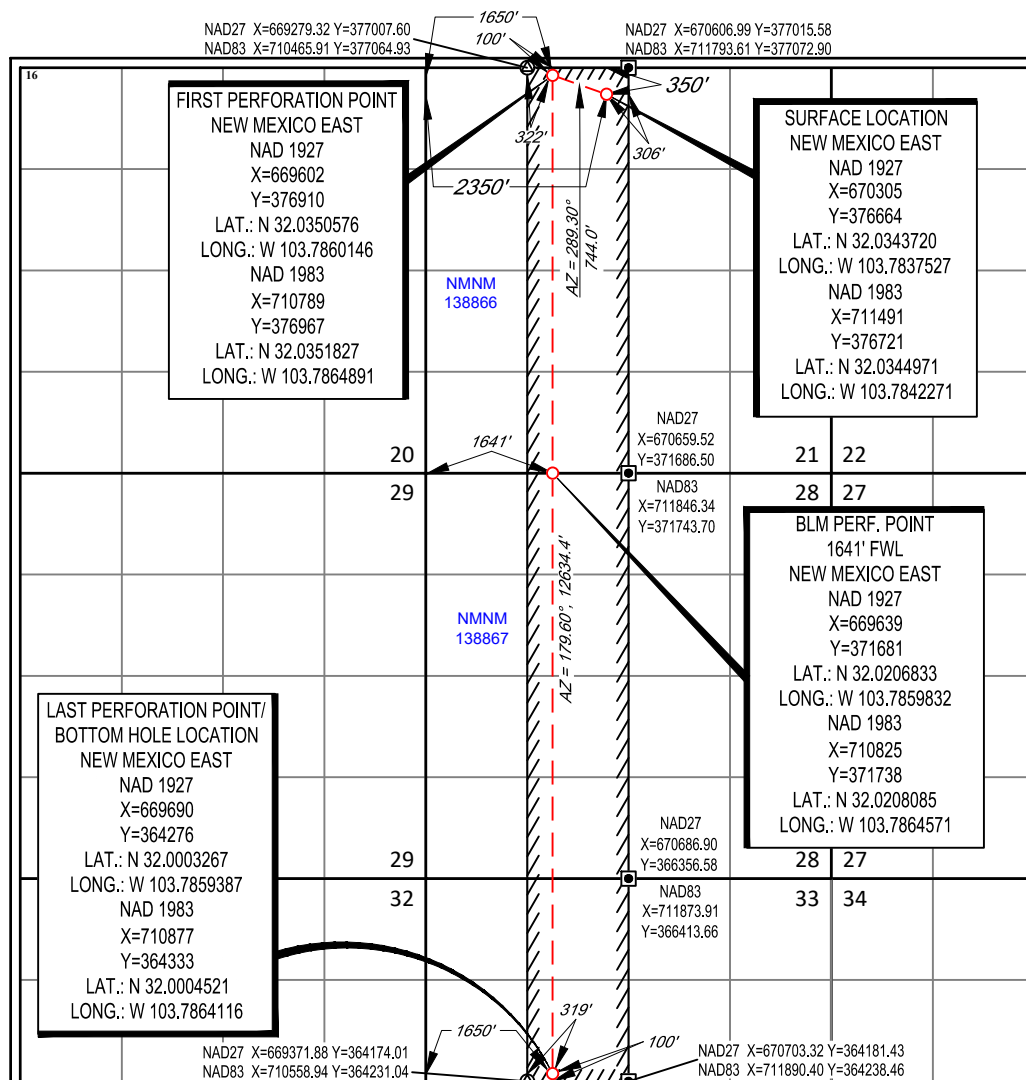 1650'
NAD27 X=669279.32 Y=377007.60
NAD83 X=710465.91 Y=377064.93
100'
NAD27 X=670606.99 Y=377015.58
NAD83 X=711793.61 Y=377072.90
16
350'
FIRST PERFORATION POINT
NEW MEXICO EAST
NAD 1927
X=669602
Y=376910
LAT.: N 32.0350576
LONG.: W 103.7860146
NAD 1983
X=710789
Y=376967
LAT.: N 32.0351827
LONG.: W 103.7864891
322'
306'
2350'
AZ = 289.30°
744.0'
SURFACE LOCATION
NEW MEXICO EAST
NAD 1927
X=670305
Y=376664
LAT.: N 32.0343720
LONG.: W 103.7837527
NAD 1983
X=711491
Y=376721
LAT.: N 32.0344971
LONG.: W 103.7842271
NMNM
138866
NAD27
X=670659.52
Y=371686.50
1641'
20
21 22
29
28 27
NAD83
X=711846.34
Y=371743.70
BLM PERF. POINT
1641' FWL
NEW MEXICO EAST
NAD 1927
X=669639
Y=371681
LAT.: N 32.0206833
LONG.: W 103.7859832
NAD 1983
X=710825
Y=371738
LAT.: N 32.0208085
LONG.: W 103.7864571
AZ = 179.60°, 12634.4'
NMNM
138867
LAST PERFORATION POINT/
BOTTOM HOLE LOCATION
NEW MEXICO EAST
NAD 1927
X=669690
Y=364276
LAT.: N 32.0003267
LONG.: W 103.7859387
NAD 1983
X=710877
Y=364333
LAT.: N 32.0004521
LONG.: W 103.7864116
NAD27
X=670686.90
Y=366356.58
29
28 27
32
33 34
NAD83
X=711873.91
Y=366413.66
319'
1650'
100'
NAD27 X=669371.88 Y=364174.01
NAD83 X=710558.94 Y=364231.04
NAD27 X=670703.32 Y=364181.43
NAD83 X=711890.40 Y=364238.46